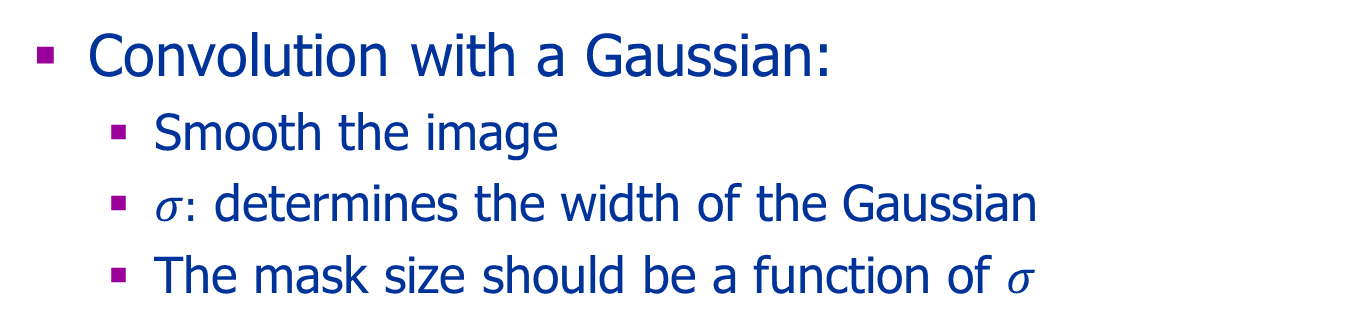 ▪ Convolution with a Gaussian:
▪ Smooth the image
▪ σ: determines the width of the Gaussian
▪ The mask size should be a function of σ